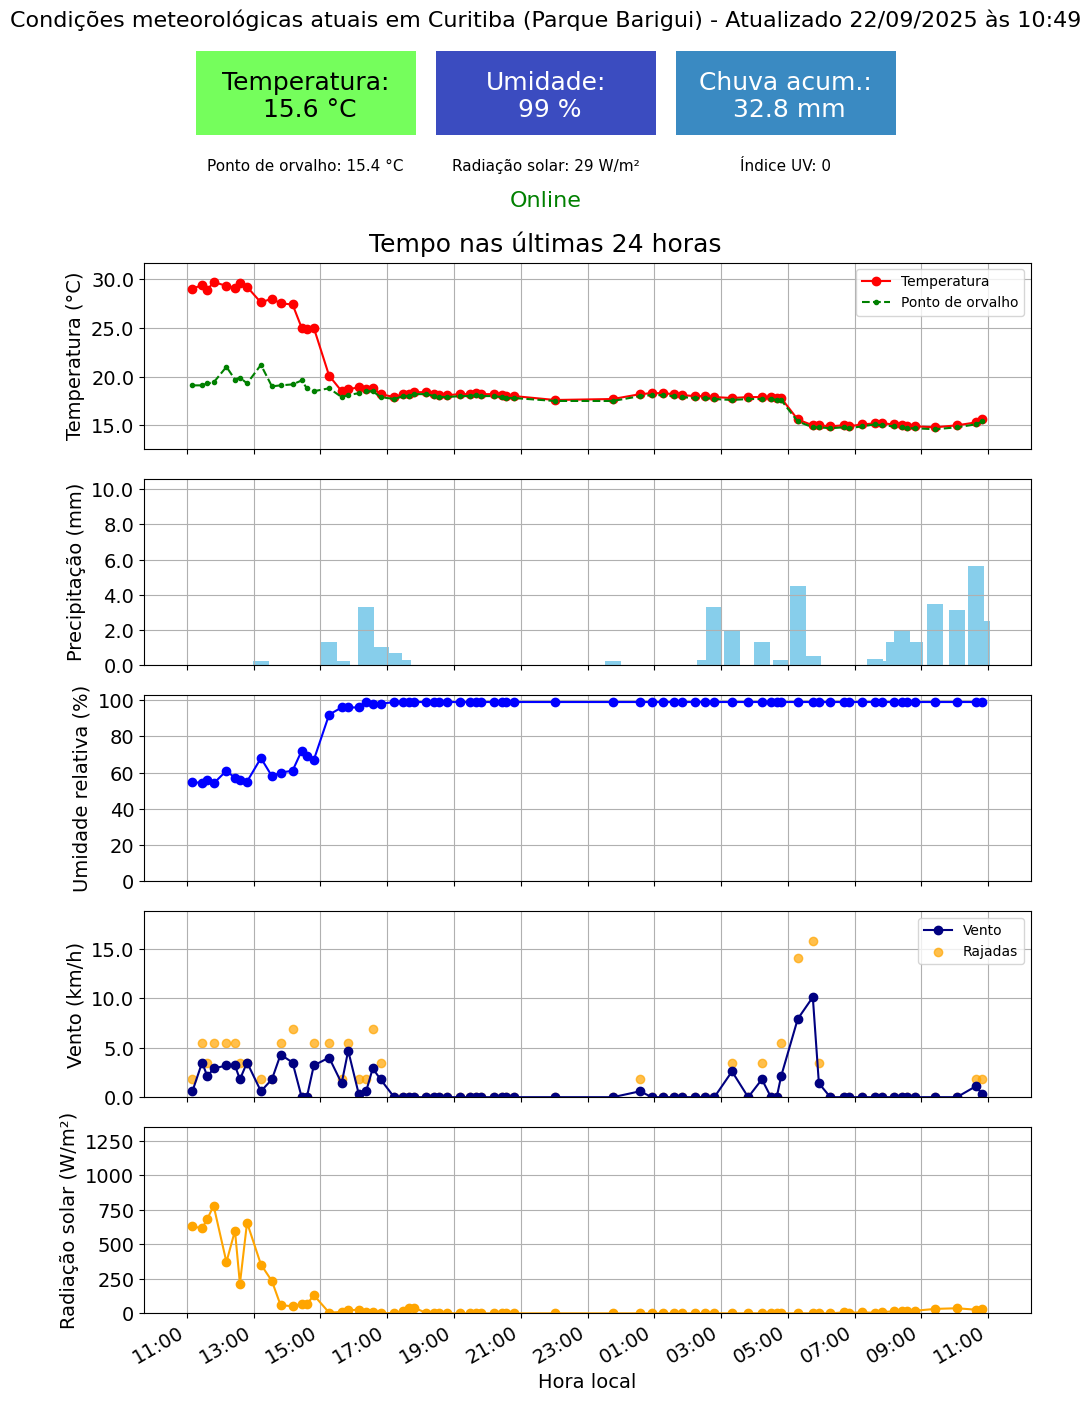 Condições meteorológicas atuais em Curitiba (Parque Barigui) - Atualizado 22/09/2025 às 10:49
Temperatura:
15.6 °C
Umidade:
99 %
Chuva acum.:
32.8 mm
Ponto de orvalho: 15.4 °C
Radiação solar: 29 W/m²
Índice UV: 0
Online
Tempo nas últimas 24 horas
Temperatura (°C)
30.0
25.0
20.0
15.0
Temperatura
Ponto de orvalho
Precipitação (mm)
10.0
8.0
6.0
4.0
2.0
0.0
Umidade relativa (%)
100
80
60
40
20
0
Vento (km/h)
15.0
10.0
5.0
0.0
Vento
Rajadas
Radiação solar (W/m²)
1250
1000
750
500
250
0
11:00
13:00
15:00
17:00
19:00
21:00
23:00
01:00
03:00
05:00
07:00
09:00
11:00
Hora local